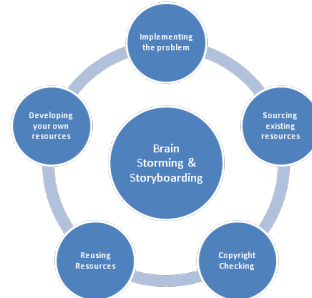 Implementing
the problem
Developing
your own
resources
Sourcing
existing
resources
Brain
Storming &
Storyboarding
Reusing
Resources
Copyright
Checking